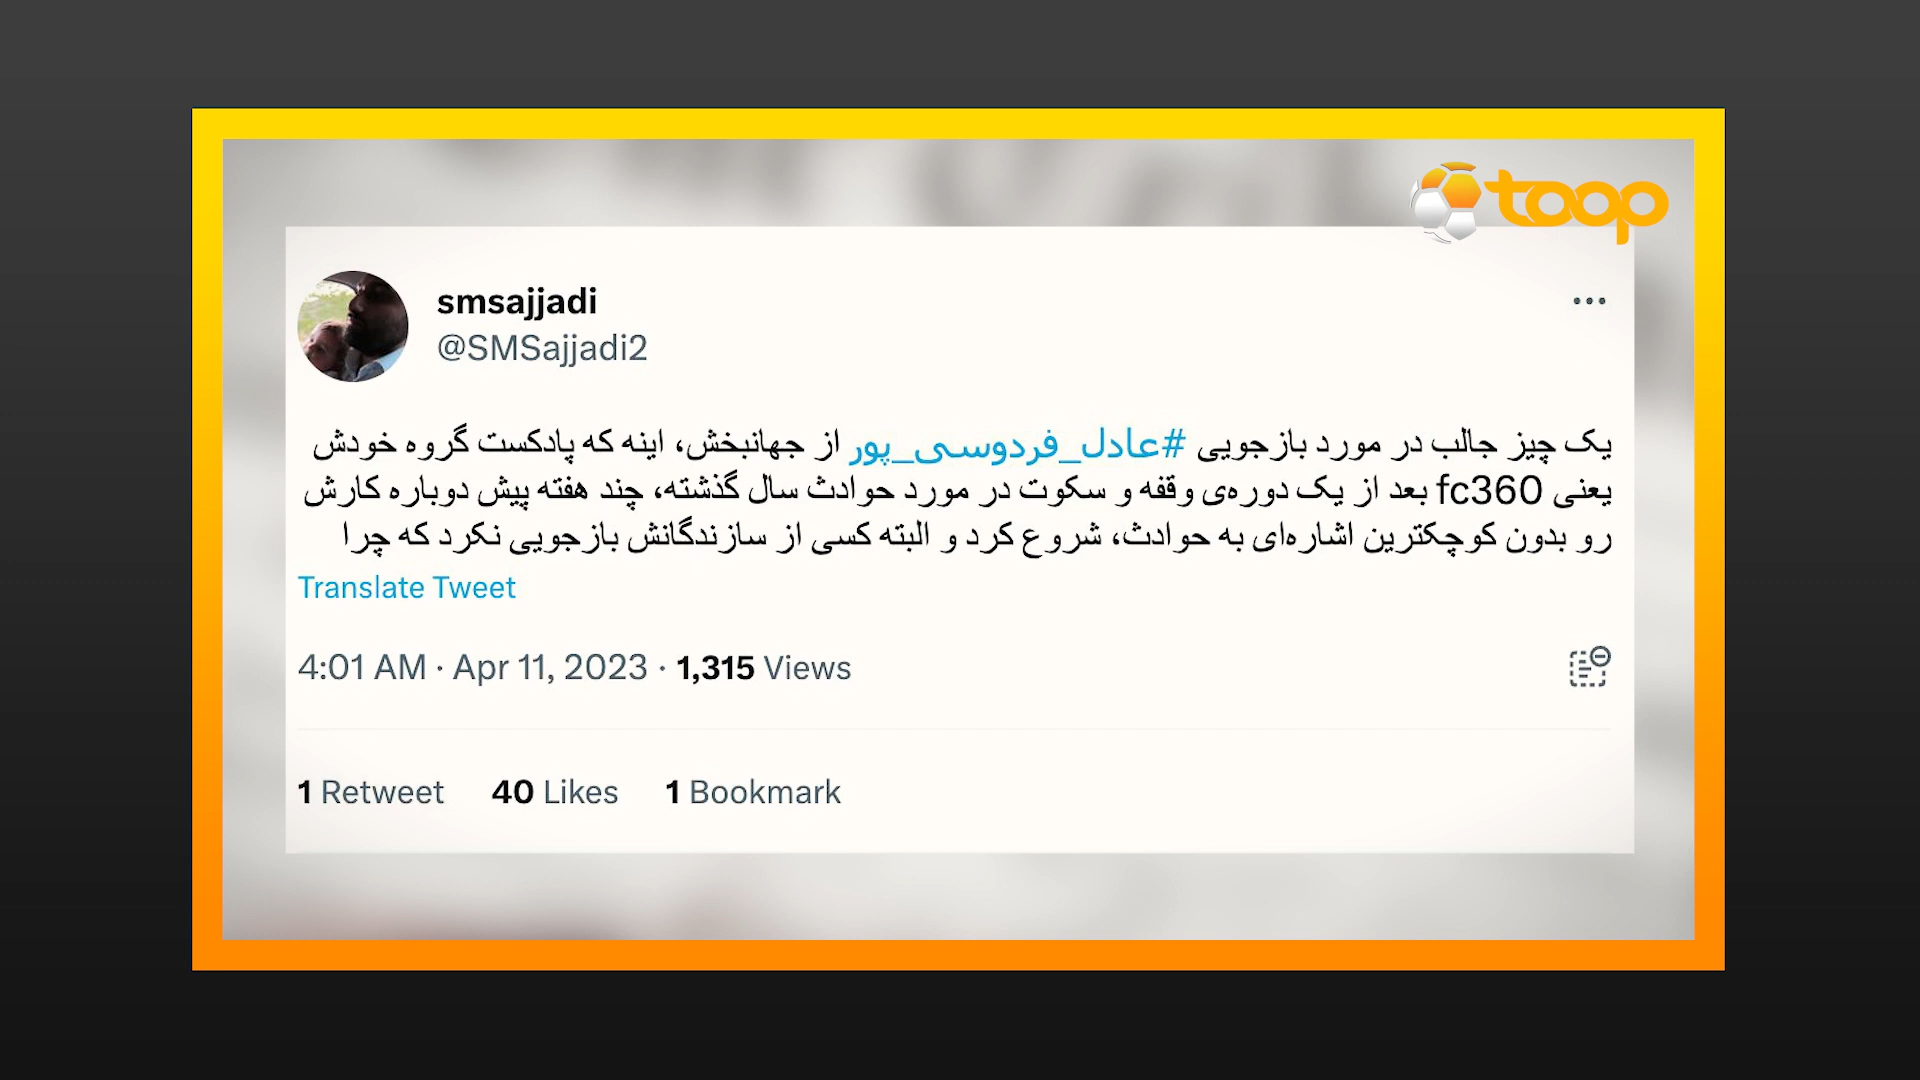 toop
smsajjadi
@SMSajjadi2
یک چیز جالب در مورد بازجویی #عادل_فردوسی_پور از جهانبخش، اینه که پادکست گروه خودش
یعنی fc360 بعد از یک دوره‌ی وقفه و سکوت در مورد حوادث سال گذشته، چند هفته پیش دوباره کارش
رو بدون کوچکترین اشاره‌ای به حوادث، شروع کرد و البته کسی از سازندگانش بازجویی نکرد که چرا
Translate Tweet
4:01 AM · Apr 11, 2023 · 1,315 Views
1 Retweet 40 Likes 1 Bookmark